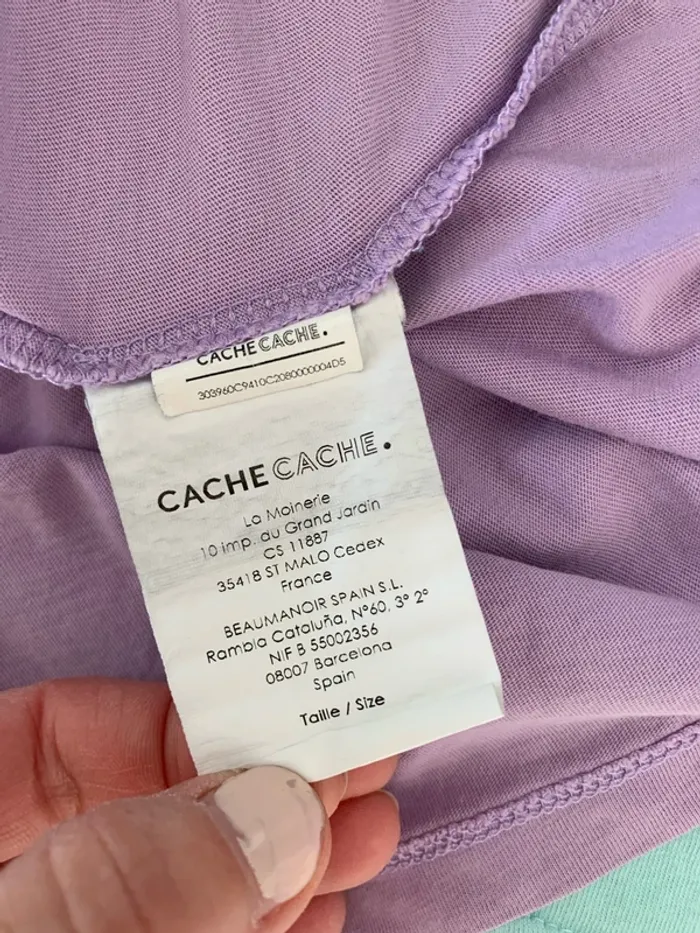 CACHE CACHE.
303960C9410C2080000004D5
CACHE CACHE.
La Moinerie
10 imp. du Grand Jardin
CS 11887
35418 ST MALO Cedex
France
BEAUMANOIR SPAIN S.L.
Rambla Cataluña, Nº60, 3º 2º
NIF B 55002356
08007 Barcelona
Spain
Taille / Size